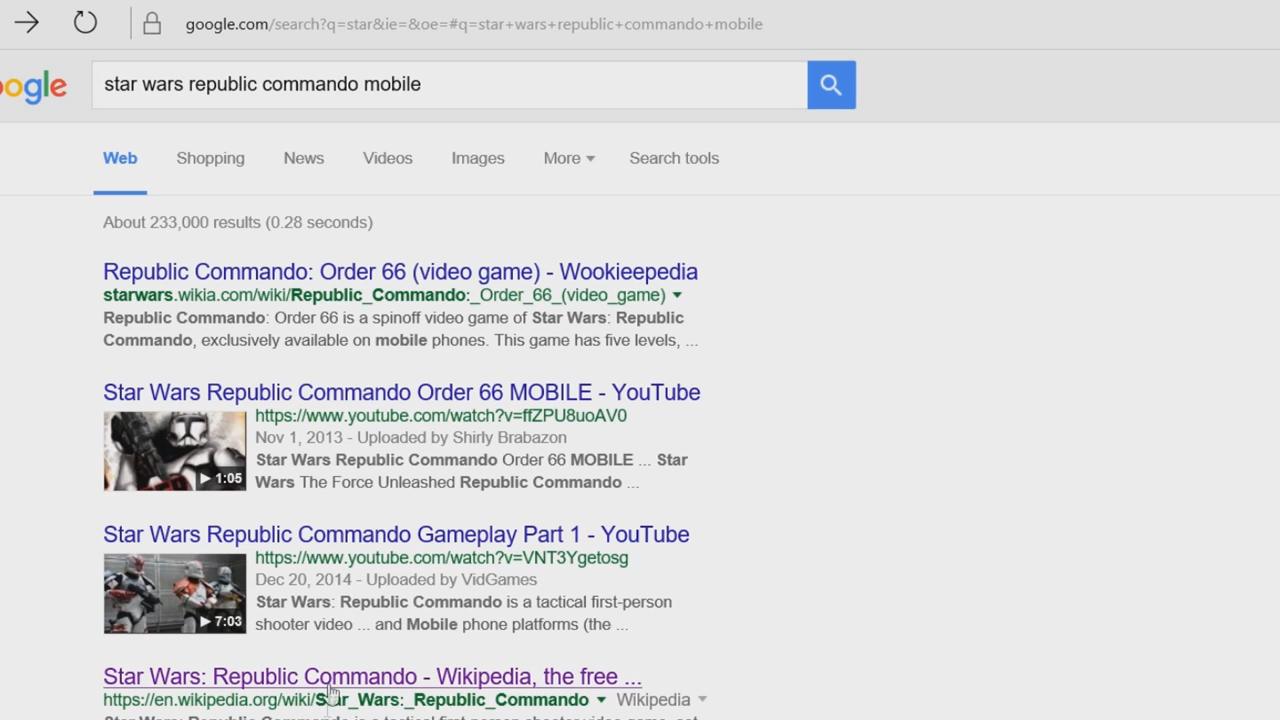 google.com/search?q=star&ie=&oe=#q=star+wars+republic+commando+mobile
ogle
star wars republic commando mobile
Web Shopping News Videos Images More Search tools
About 233,000 results (0.28 seconds)
Republic Commando: Order 66 (video game) - Wookieepedia
starwars.wikia.com/wiki/Republic_Commando:_Order_66_(video_game)
Republic Commando: Order 66 is a spinoff video game of Star Wars: Republic
Commando, exclusively available on mobile phones. This game has five levels, ...
Star Wars Republic Commando Order 66 MOBILE - YouTube
https://www.youtube.com/watch?v=ffZPU8uoAV0
Nov 1, 2013 - Uploaded by Shirly Brabazon
Star Wars Republic Commando Order 66 MOBILE ... Star
Wars The Force Unleashed Republic Commando ...
1:05
Star Wars Republic Commando Gameplay Part 1 - YouTube
https://www.youtube.com/watch?v=VNT3Ygetosg
Dec 20, 2014 - Uploaded by VidGames
Star Wars: Republic Commando is a tactical first-person
shooter video ... and Mobile phone platforms (the ...
7:03
Star Wars: Republic Commando - Wikipedia, the free ...
https://en.wikipedia.org/wiki/Star_Wars:_Republic_Commando Wikipedia